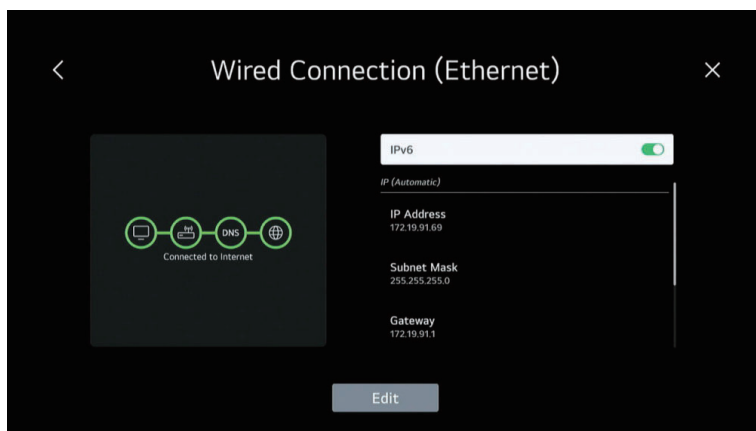 Wired Connection (Ethernet)
IPv6
IP (Automatic)
IP Address
172.19.91.69
Subnet Mask
255.255.255.0
Gateway
172.19.91.1
DNS
Connected to Internet
Edit